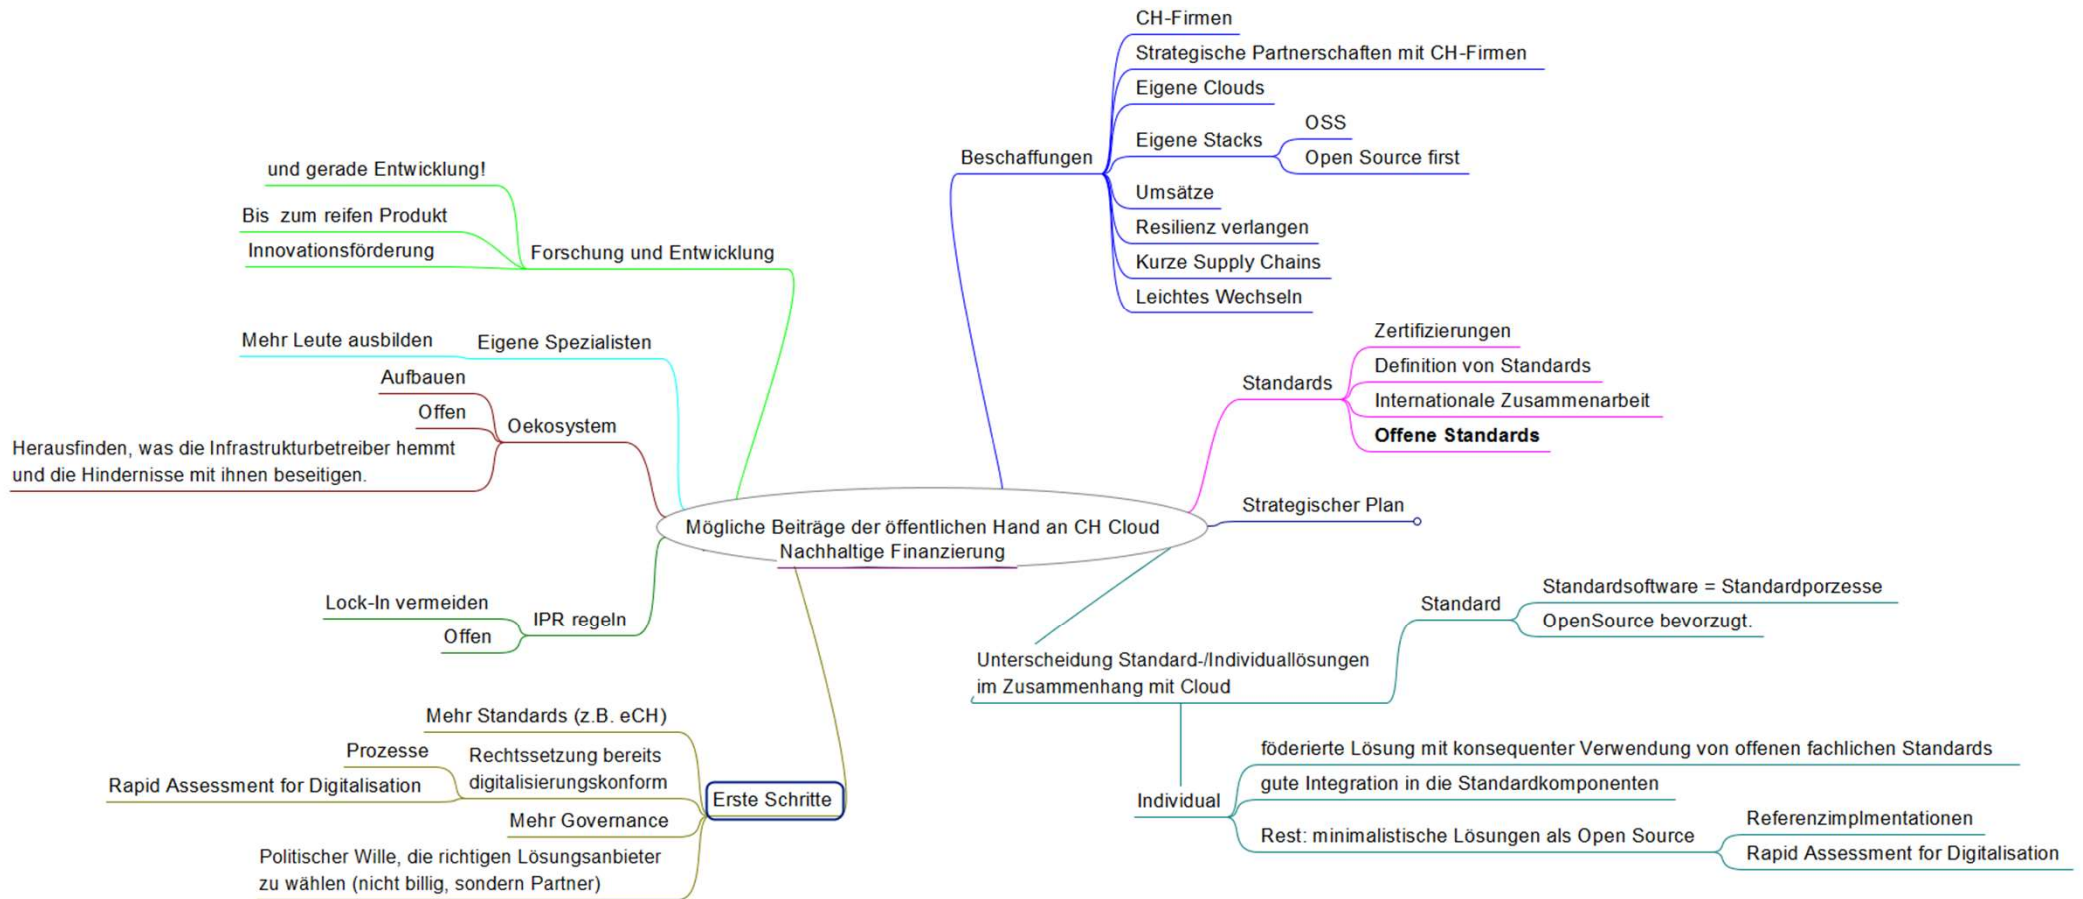 CH-Firmen
Strategische Partnerschaften mit CH-Firmen
Eigene Clouds
Eigene Stacks
OSS
Open Source first
Beschaffungen
Umsätze
Resilienz verlangen
Kurze Supply Chains
Leichtes Wechseln
und gerade Entwicklung!
Bis zum reifen Produkt
Innovationsförderung
Forschung und Entwicklung
Mehr Leute ausbilden
Eigene Spezialisten
Aufbauen
Offen
Oekosystem
Herausfinden, was die Infrastrukturbetreiber hemmt
und die Hindernisse mit ihnen beseitigen.
Zertifizierungen
Definition von Standards
Standards
Internationale Zusammenarbeit
Offene Standards
Strategischer Plan
Mögliche Beiträge der öffentlichen Hand an CH Cloud
Nachhaltige Finanzierung
Lock-In vermeiden
IPR regeln
Offen
Standardsoftware = Standardporzesse
Standard
OpenSource bevorzugt.
Unterscheidung Standard-/Individuallösungen
im Zusammenhang mit Cloud
Mehr Standards (z.B. eCH)
Prozesse
Rechtssetzung bereits
digitalisierungskonform
Rapid Assessment for Digitalisation
Erste Schritte
Mehr Governance
Politischer Wille, die richtigen Lösungsanbieter
zu wählen (nicht billig, sondern Partner)
föderierte Lösung mit konsequenter Verwendung von offenen fachlichen Standards
gute Integration in die Standardkomponenten
Individual
Rest: minimalistische Lösungen als Open Source
Referenzimplmentationen
Rapid Assessment for Digitalisation